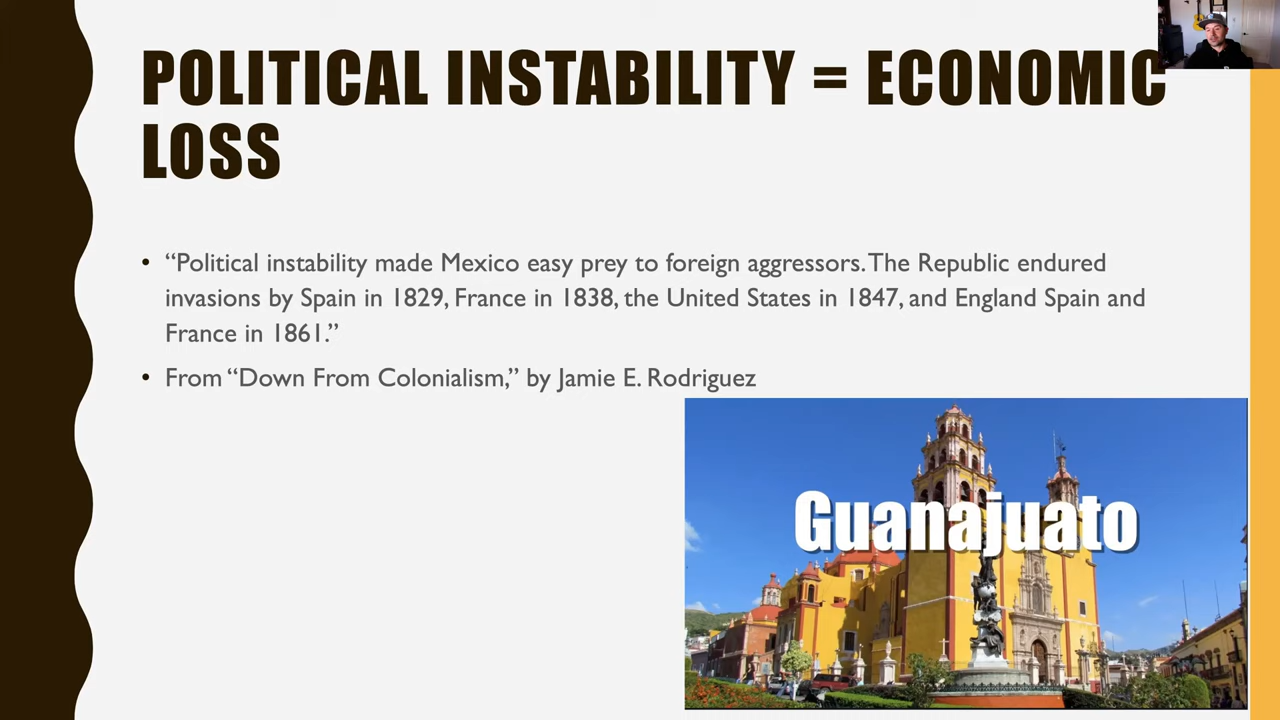 POLITICAL INSTABILITY = ECONOMIC
LOSS
• “Political instability made Mexico easy prey to foreign aggressors. The Republic endured
invasions by Spain in 1829, France in 1838, the United States in 1847, and England Spain and
France in 1861.”
• From “Down From Colonialism,” by Jamie E. Rodriguez
Guanajuato